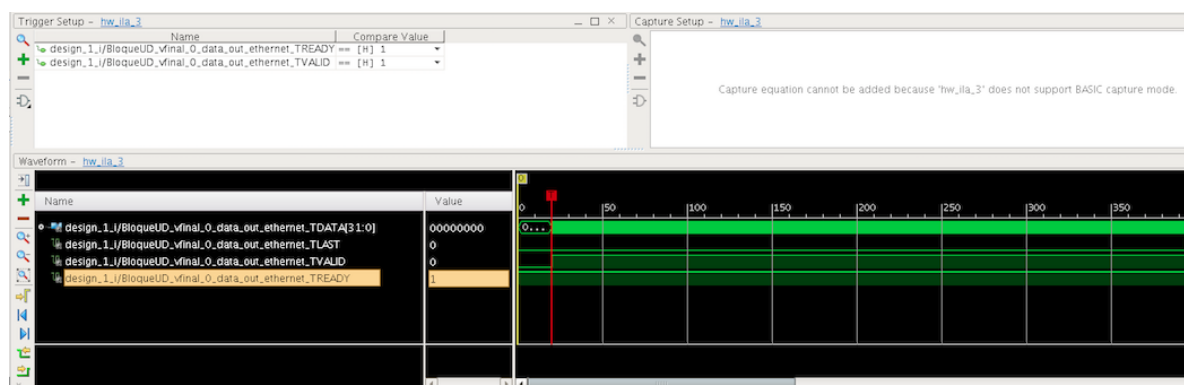 Trigger Setup - hw_ila_3
Name Compare Value
design_1_i/BloqueUD_vfinal_0_data_out_ethernet_TREADY == [H] 1
design_1_i/BloqueUD_vfinal_0_data_out_ethernet_TVALID == [H] 1
Capture Setup - hw_ila_3
Capture equation cannot be added because 'hw_ila_3' does not support BASIC capture mode.
Waveform - hw_ila_3
Name Value
0
T
0 50 100 150 200 250 300 350
design_1_i/BloqueUD_vfinal_0_data_out_ethernet_TDATA[31:0] 00000000 0...
design_1_i/BloqueUD_vfinal_0_data_out_ethernet_TLAST 0
design_1_i/BloqueUD_vfinal_0_data_out_ethernet_TVALID 0
design_1_i/BloqueUD_vfinal_0_data_out_ethernet_TREADY 1